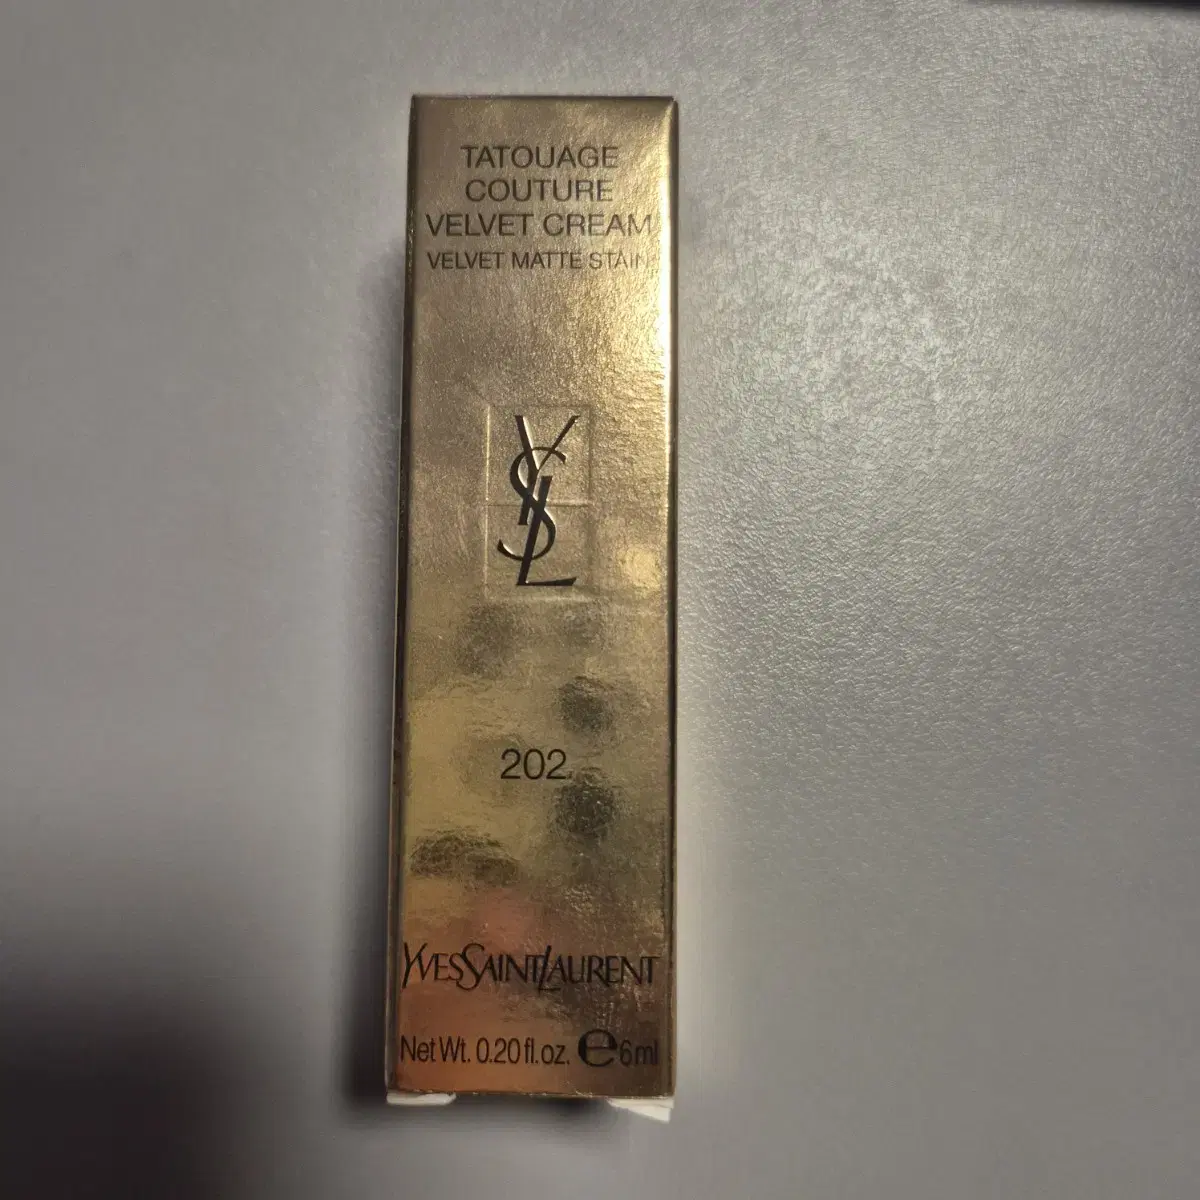 TATOUAGE
COUTURE
VELVET CREAM
VELVET MATTE STAIN
YSL
202
YVESSAINTLAURENT
Net Wt. 0.20 fl. oz. ℮6ml